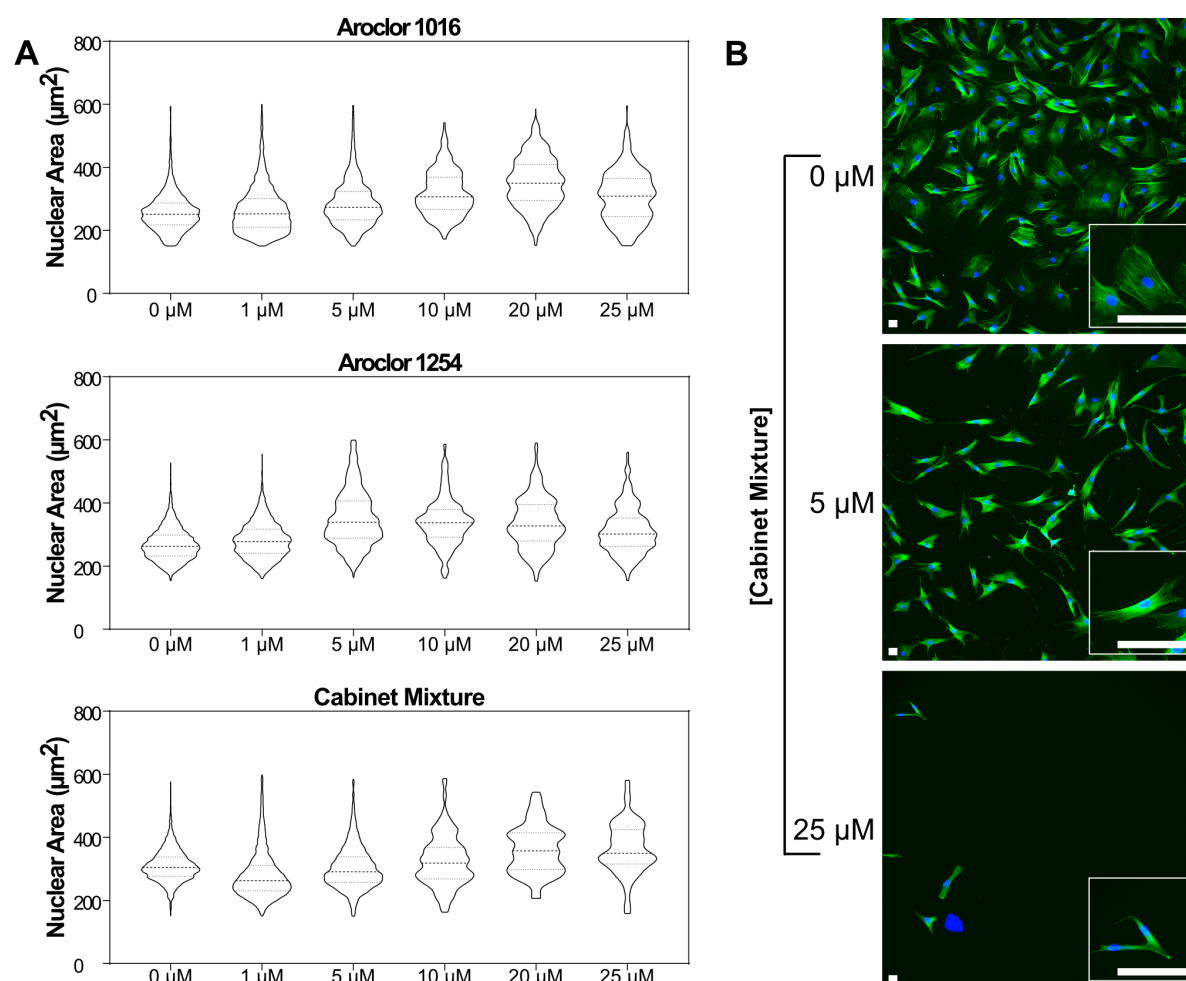 A
Aroclor 1016
Nuclear Area (µm2)
800
600
400
200
0
0 µM 1 µM 5 µM 10 µM 20 µM 25 µM
Aroclor 1254
Nuclear Area (µm2)
800
600
400
200
0
0 µM 1 µM 5 µM 10 µM 20 µM 25 µM
Cabinet Mixture
Nuclear Area (µm2)
800
600
400
200
0
0 µM 1 µM 5 µM 10 µM 20 µM 25 µM
B
[Cabinet Mixture]
0 µM
5 µM
25 µM